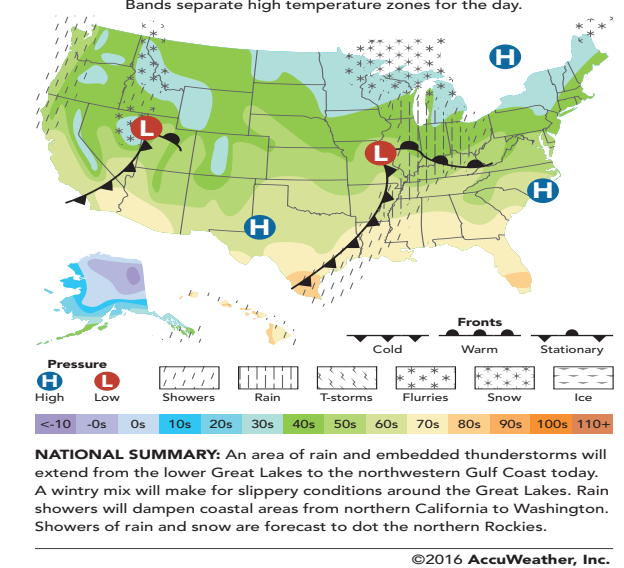 Bands separate high temperature zones for the day.
H
L
L
H
H
Fronts
Cold Warm Stationary
Pressure
H L
High Low Showers Rain T-storms Flurries Snow Ice
<-10 -0s 0s 10s 20s 30s 40s 50s 60s 70s 80s 90s 100s 110+
NATIONAL SUMMARY: An area of rain and embedded thunderstorms will
extend from the lower Great Lakes to the northwestern Gulf Coast today.
A wintry mix will make for slippery conditions around the Great Lakes. Rain
showers will dampen coastal areas from northern California to Washington.
Showers of rain and snow are forecast to dot the northern Rockies.
©2016 AccuWeather, Inc.